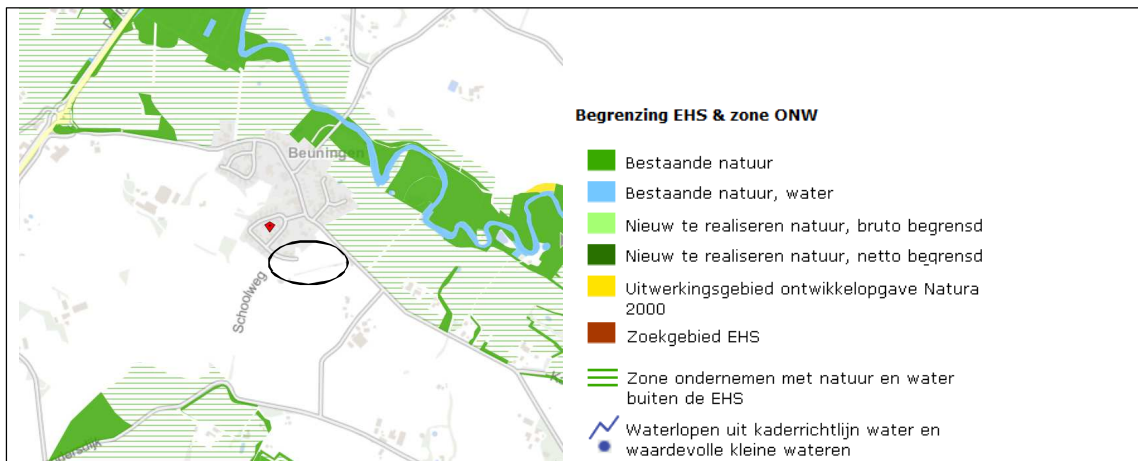 Beuningen
Schoolweg
Begrenzing EHS & zone ONW
Bestaande natuur
Bestaande natuur, water
Nieuw te realiseren natuur, bruto begrensd
Nieuw te realiseren natuur, netto begrensd
Uitwerkingsgebied ontwikkelopgave Natura
2000
Zoekgebied EHS
Zone ondernemen met natuur en water
buiten de EHS
Waterlopen uit kaderrichtlijn water en
waardevolle kleine wateren